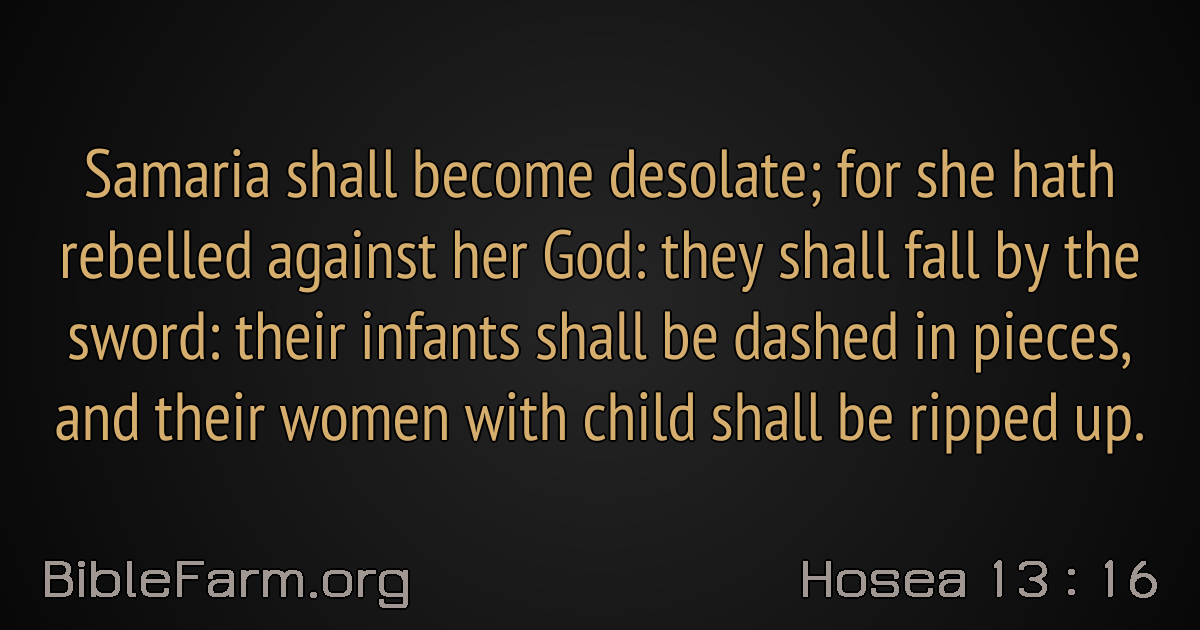 Samaria shall become desolate; for she hath
rebelled against her God: they shall fall by the
sword: their infants shall be dashed in pieces,
and their women with child shall be ripped up.
BibleFarm.org
Hosea 13 : 16